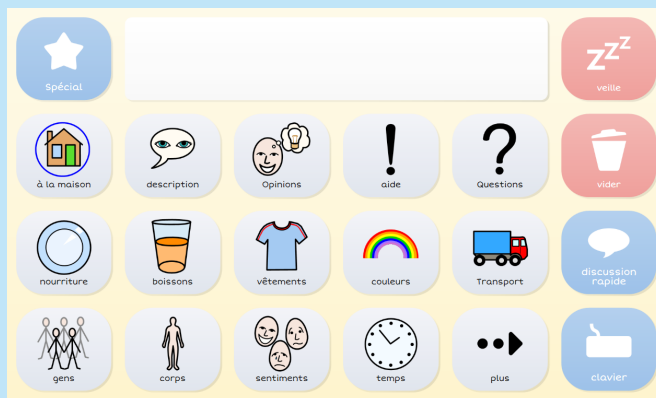 Spécial
zzz
veille
à la maison
description
Opinions
aide
Questions
vider
nourriture
boissons
vêtements
couleurs
Transport
discussion
rapide
gens
corps
sentiments
temps
plus
clavier